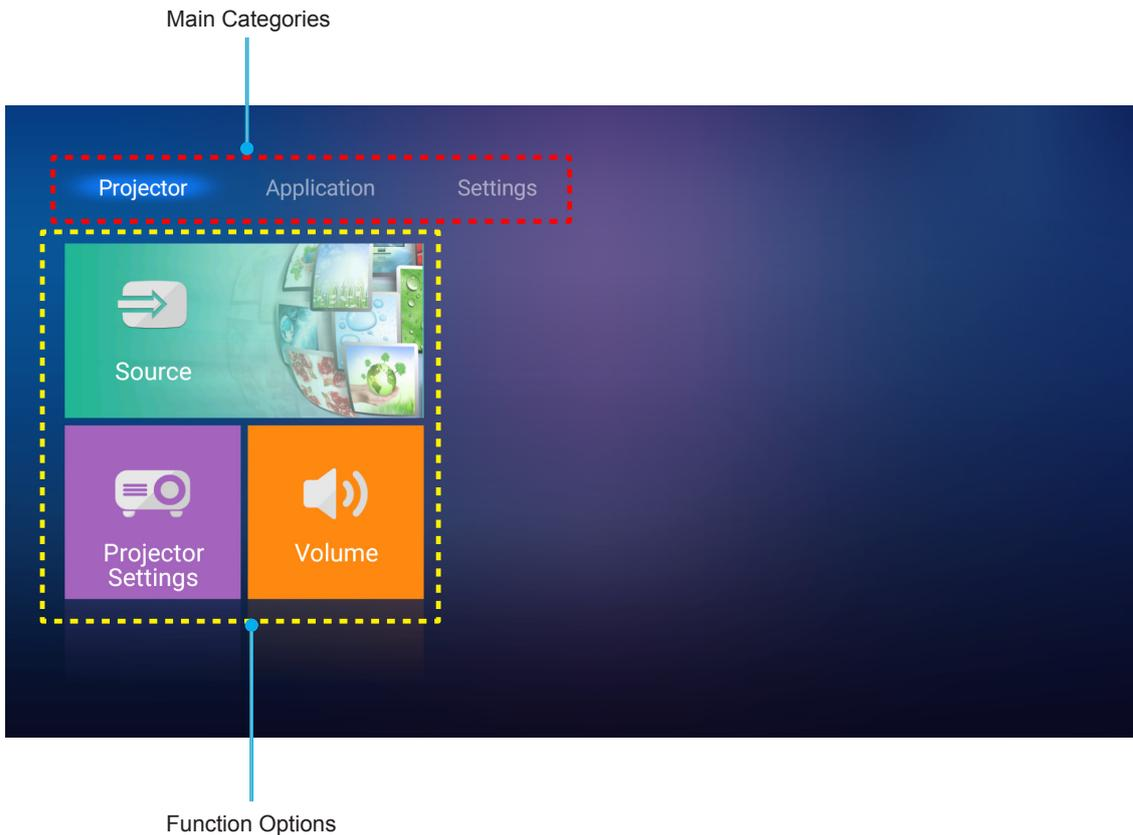 Main Categories
Projector Application Settings
Source
Projector
Settings
Volume
Function Options